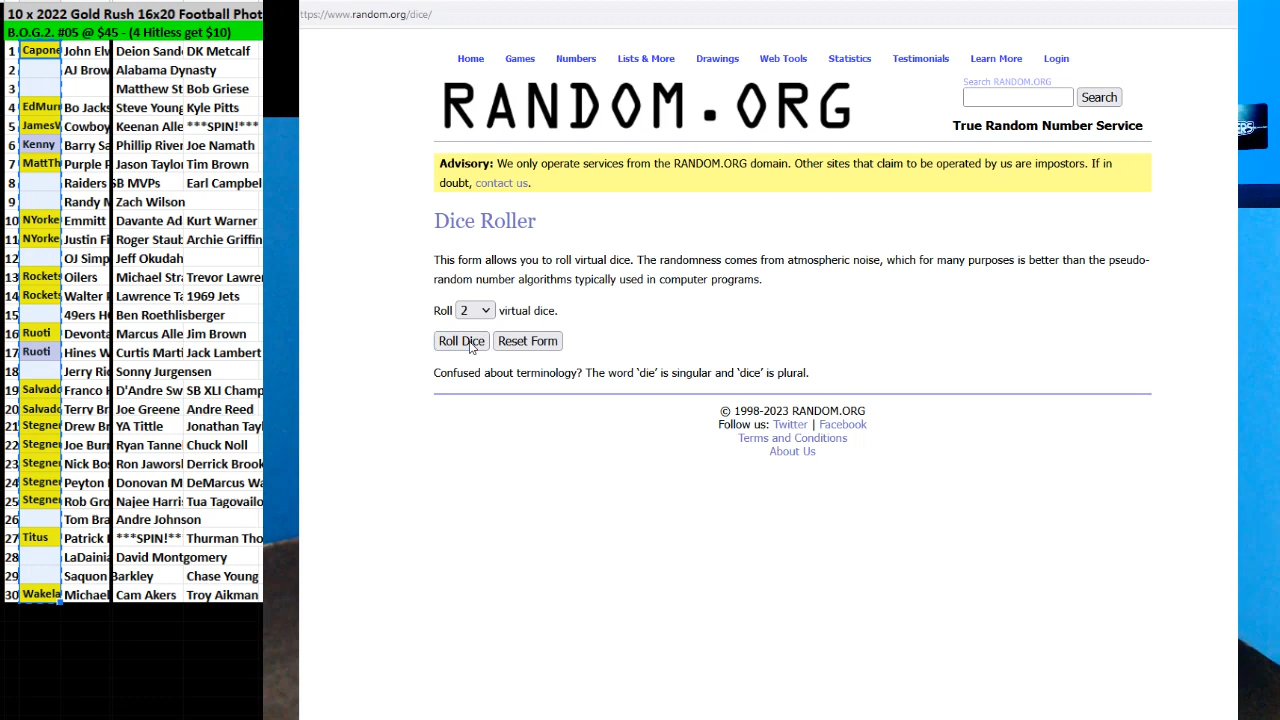 10 x 2022 Gold Rush 16x20 Football Phot
B.O.G.2. #05 @ $45 - (4 Hitless get $10)
1 Capone John Elv Deion Sand DK Metcalf
2 AJ Brow Alabama Dynasty
3 Matthew St Bob Griese
4 EdMur Bo Jacks Steve Young Kyle Pitts
5 JamesV Cowboy Keenan Alle ***SPIN!***
6 Kenny Barry Sa Phillip River Joe Namath
7 MattTh Purple P Jason Taylo Tim Brown
8 Raiders SB MVPs Earl Campbel
9 Randy M Zach Wilson
10 NYorke Emmitt Davante Ad Kurt Warner
11 NYorke Justin Fi Roger Staub Archie Griffin
12 OJ Simp Jeff Okudah
13 Rockets Oilers Michael Stra Trevor Lawre
14 Rockets Walter P Lawrence Ta 1969 Jets
15 49ers H Ben Roethlisberger
16 Ruoti Devonta Marcus Alle Jim Brown
17 Ruoti Hines W Curtis Marti Jack Lambert
18 Jerry Ric Sonny Jurgensen
19 Salvado Franco H D'Andre Sw SB XLI Champ
20 Salvado Terry Br Joe Greene Andre Reed
21 Stegner Drew Br YA Tittle Jonathan Tayl
22 Stegner Joe Burr Ryan Tannel Chuck Noll
23 Stegner Nick Bos Ron Jawors Derrick Brook
24 Stegner Peyton Donovan M DeMarcus Wa
25 Stegner Rob Gro Najee Harri Tua Tagovailo
26 Tom Bra Andre Johnson
27 Titus Patrick ***SPIN!** Thurman Tho
28 LaDainia David Montgomery
29 Saquon Barkley Chase Young
30 Wakela Michael Cam Akers Troy Aikman
ttps://www.random.org/dice/
Home Games Numbers Lists & More Drawings Web Tools Statistics Testimonials Learn More Login
RANDOM.ORG
Search RANDOM.ORG
Search
True Random Number Service
Advisory: We only operate services from the RANDOM.ORG domain. Other sites that claim to be operated by us are impostors. If in
doubt, contact us.
Dice Roller
This form allows you to roll virtual dice. The randomness comes from atmospheric noise, which for many purposes is better than the pseudo-
random number algorithms typically used in computer programs.
Roll 2 virtual dice.
Roll Dice Reset Form
Confused about terminology? The word ‘die’ is singular and ‘dice’ is plural.
© 1998-2023 RANDOM.ORG
Follow us: Twitter | Facebook
Terms and Conditions
About Us